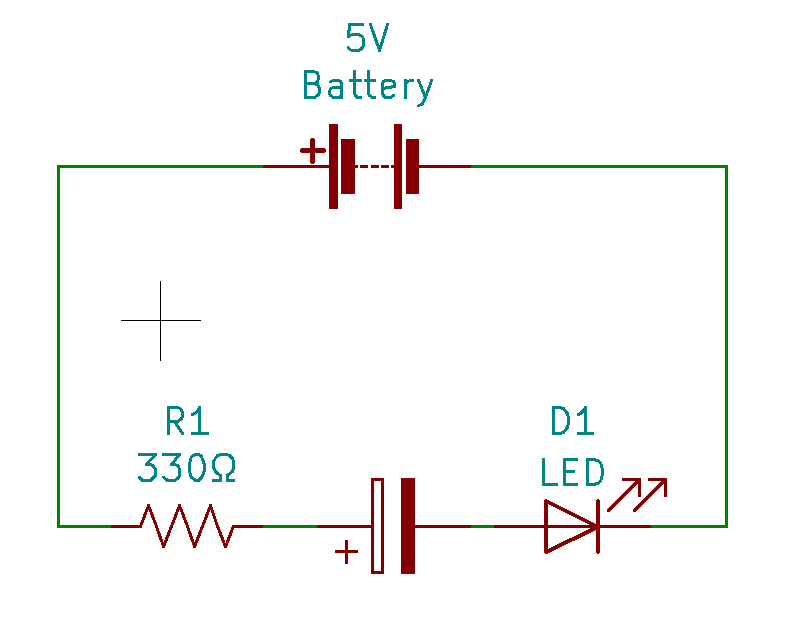 5V
Battery
+
R1
330Ω
D1
LED
+